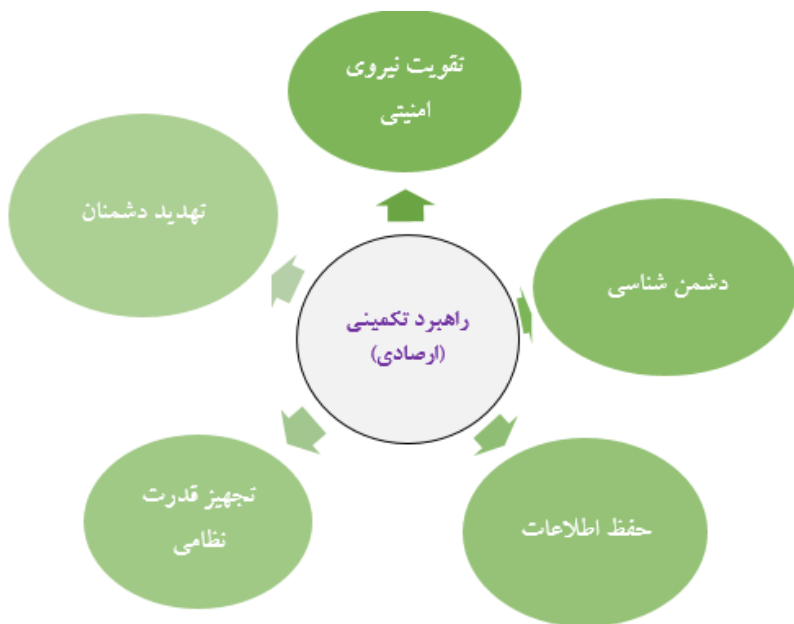 تقویت نیروی
امنیتی
تهدید دشمنان
دشمن شناسی
راهبرد تکمینی
(ارصادی)
تجهیز قدرت
نظامی
حفظ اطلاعات